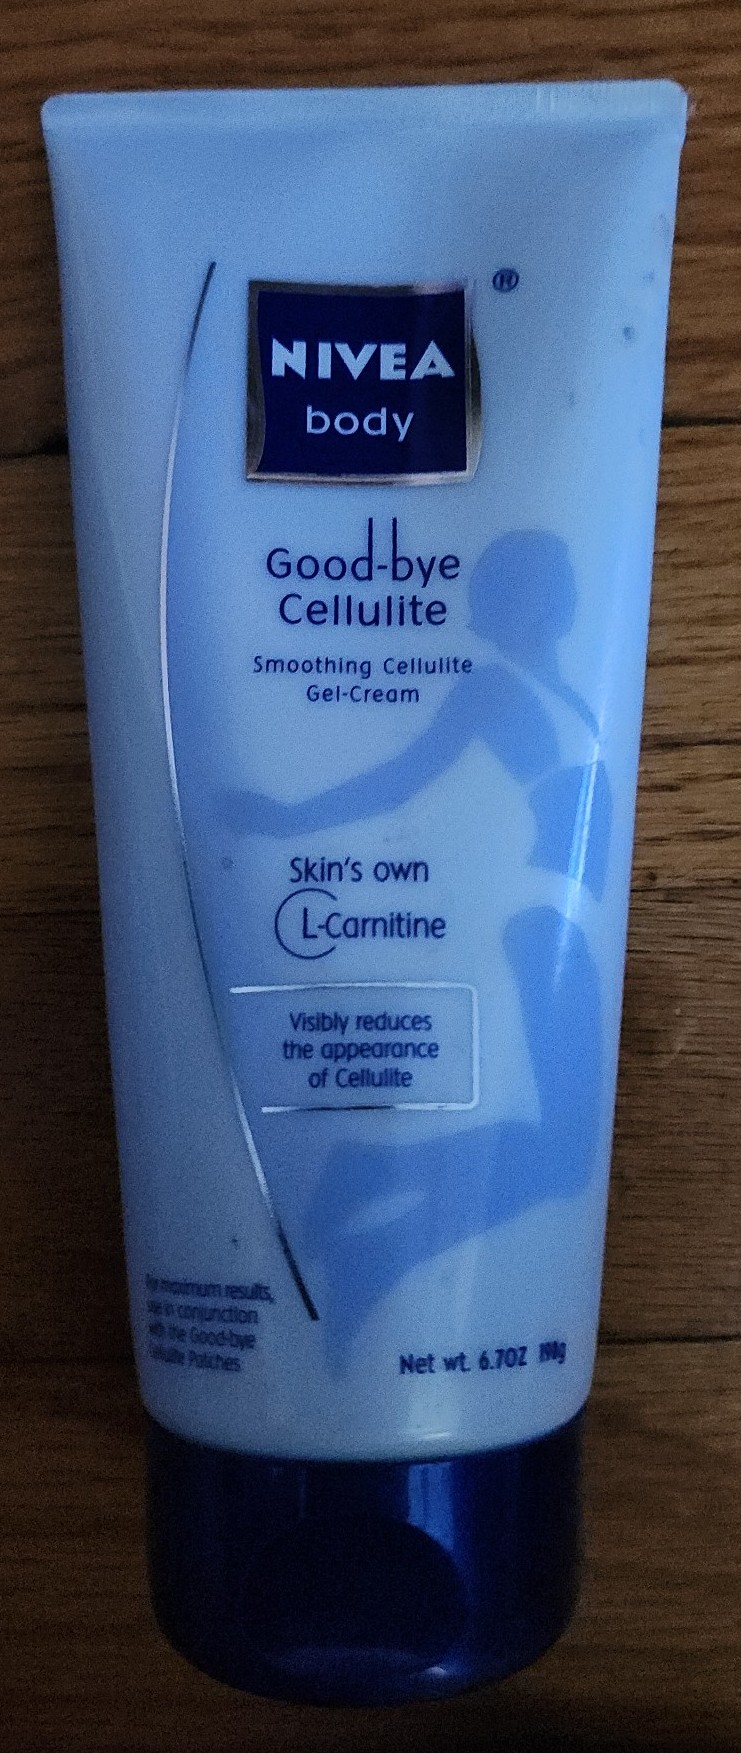 ®
NIVEA
body
Good-bye
Cellulite
Smoothing Cellulite
Gel-Cream
Skin's own
L-Carnitine
Visibly reduces
the appearance
of Cellulite
For maximum results,
use in conjunction
with the Good-bye
Cellulite Patches
Net wt. 6.7OZ 190g